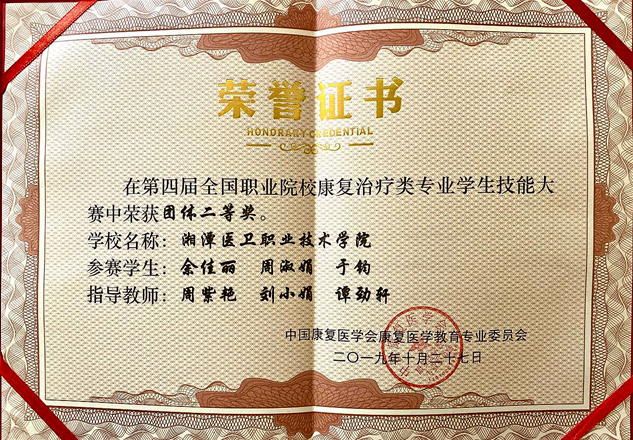 荣誉证书
HONORARY CREDENTIAL
在第四届全国职业院校康复治疗类专业学生技能大
赛中荣获团体二等奖。
学校名称：湘潭医卫职业技术学院
参赛学生：余佳丽 周淑娟 于钧
指导教师：周紫艳 刘小娟 谭劲轩
中国康复医学会康复医学教育专业委员会
二〇一九年十月二十七日